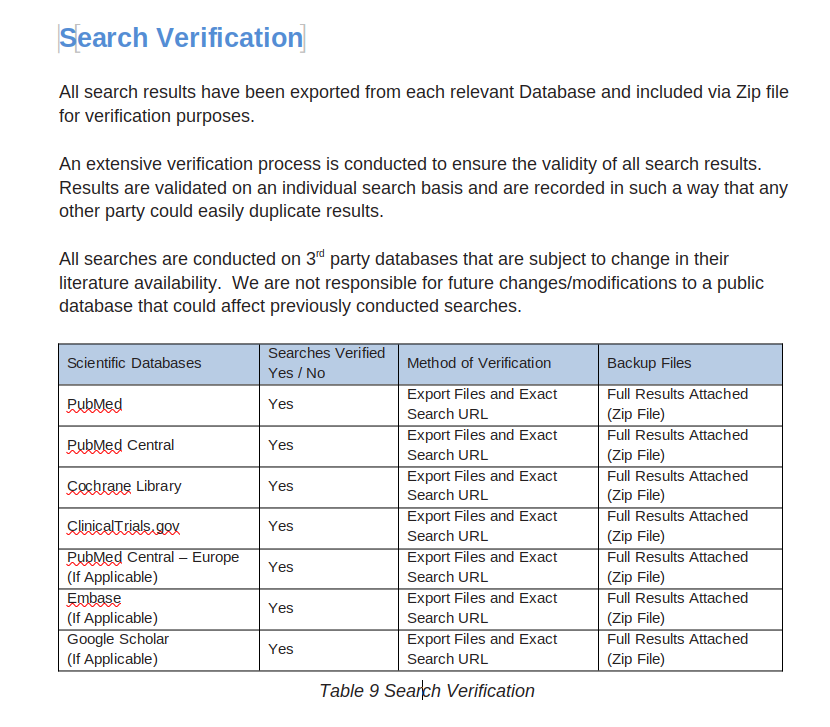 Search Verification
All search results have been exported from each relevant Database and included via Zip file
for verification purposes.
An extensive verification process is conducted to ensure the validity of all search results.
Results are validated on an individual search basis and are recorded in such a way that any
other party could easily duplicate results.
All searches are conducted on 3rd party databases that are subject to change in their
literature availability.  We are not responsible for future changes/modifications to a public
database that could affect previously conducted searches.
Scientific Databases
Searches Verified
Yes / No
Method of Verification
Backup Files
PubMed
Yes
Export Files and Exact
Search URL
Full Results Attached
(Zip File)
PubMed Central
Yes
Export Files and Exact
Search URL
Full Results Attached
(Zip File)
Cochrane Library
Yes
Export Files and Exact
Search URL
Full Results Attached
(Zip File)
ClinicalTrials.gov
Yes
Export Files and Exact
Search URL
Full Results Attached
(Zip File)
PubMed Central – Europe
(If Applicable)
Yes
Export Files and Exact
Search URL
Full Results Attached
(Zip File)
Embase
(If Applicable)
Yes
Export Files and Exact
Search URL
Full Results Attached
(Zip File)
Google Scholar
(If Applicable)
Yes
Export Files and Exact
Search URL
Full Results Attached
(Zip File)
Table 9 Search Verification